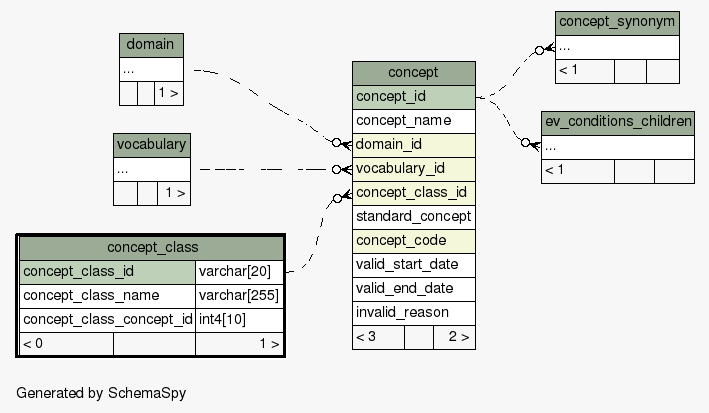 domain
...
1 >
vocabulary
...
1 >
concept_class
concept_class_id varchar[20]
concept_class_name varchar[255]
concept_class_concept_id int4[10]
< 0 1 >
concept
concept_id
concept_name
domain_id
vocabulary_id
concept_class_id
standard_concept
concept_code
valid_start_date
valid_end_date
invalid_reason
< 3 2 >
concept_synonym
...
< 1
ev_conditions_children
...
< 1
Generated by SchemaSpy